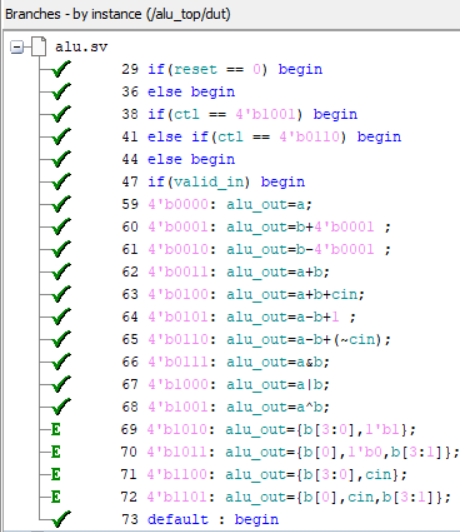 Branches - by instance (/alu_top/dut)
alu.sv
29 if(reset == 0) begin
36 else begin
38 if(ctl == 4'b1001) begin
41 else if(ctl == 4'b0110) begin
44 else begin
47 if(valid_in) begin
59 4'b0000: alu_out=a;
60 4'b0001: alu_out=b+4'b0001 ;
61 4'b0010: alu_out=b-4'b0001 ;
62 4'b0011: alu_out=a+b;
63 4'b0100: alu_out=a+b+cin;
64 4'b0101: alu_out=a-b+1 ;
65 4'b0110: alu_out=a-b+(~cin);
66 4'b0111: alu_out=a&b;
67 4'b1000: alu_out=a|b;
68 4'b1001: alu_out=a^b;
E 69 4'b1010: alu_out={b[3:0],1'b1};
E 70 4'b1011: alu_out={b[0],1'b0,b[3:1]};
E 71 4'b1100: alu_out={b[3:0],cin};
E 72 4'b1101: alu_out={b[0],cin,b[3:1]};
73 default : begin